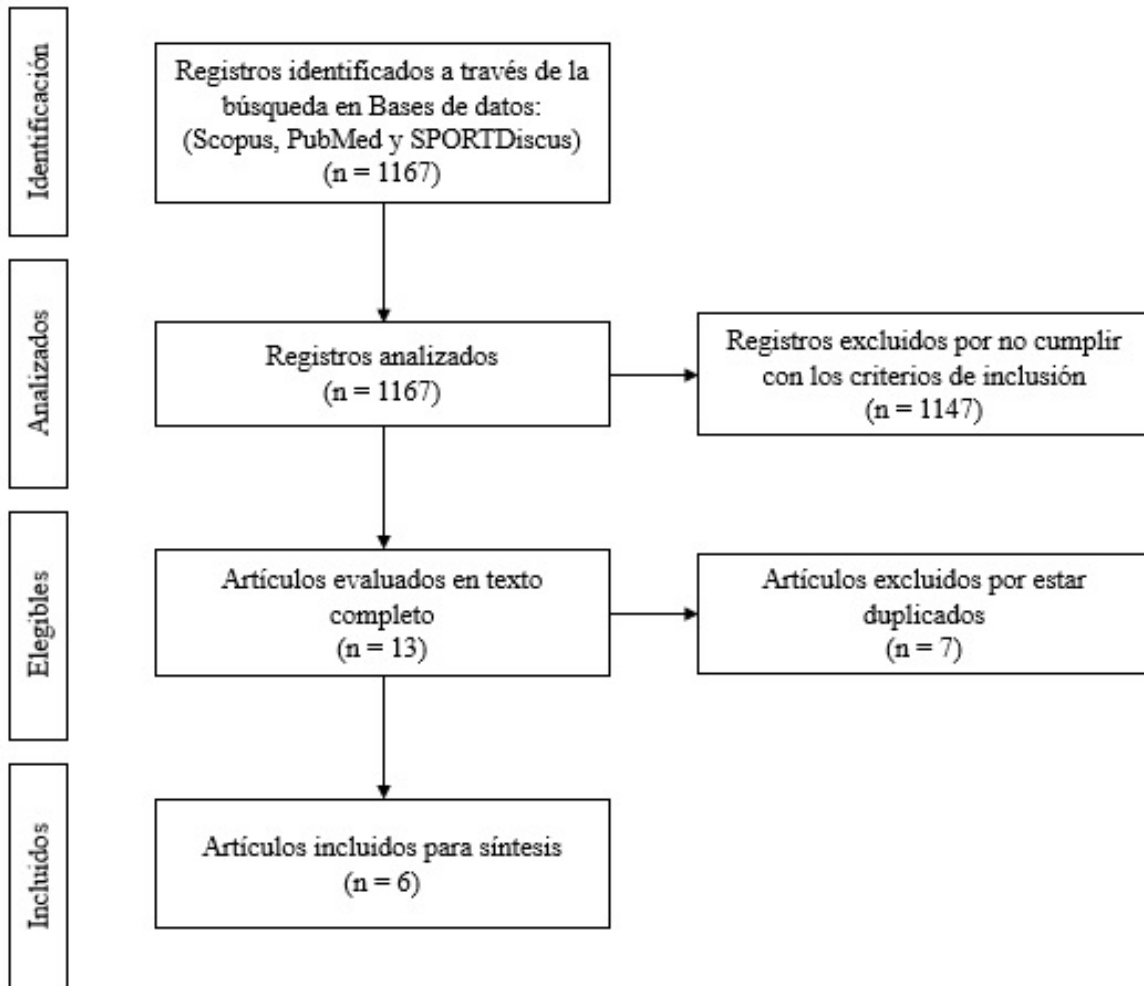 Identificación
Registros identificados a través de la
búsqueda en Bases de datos:
(Scopus, PubMed y SPORTDiscus)
(n = 1167)
Analizados
Registros analizados
(n = 1167)
Registros excluidos por no cumplir
con los criterios de inclusión
(n = 1147)
Elegibles
Artículos evaluados en texto
completo
(n = 13)
Artículos excluidos por estar
duplicados
(n = 7)
Incluidos
Artículos incluidos para síntesis
(n = 6)